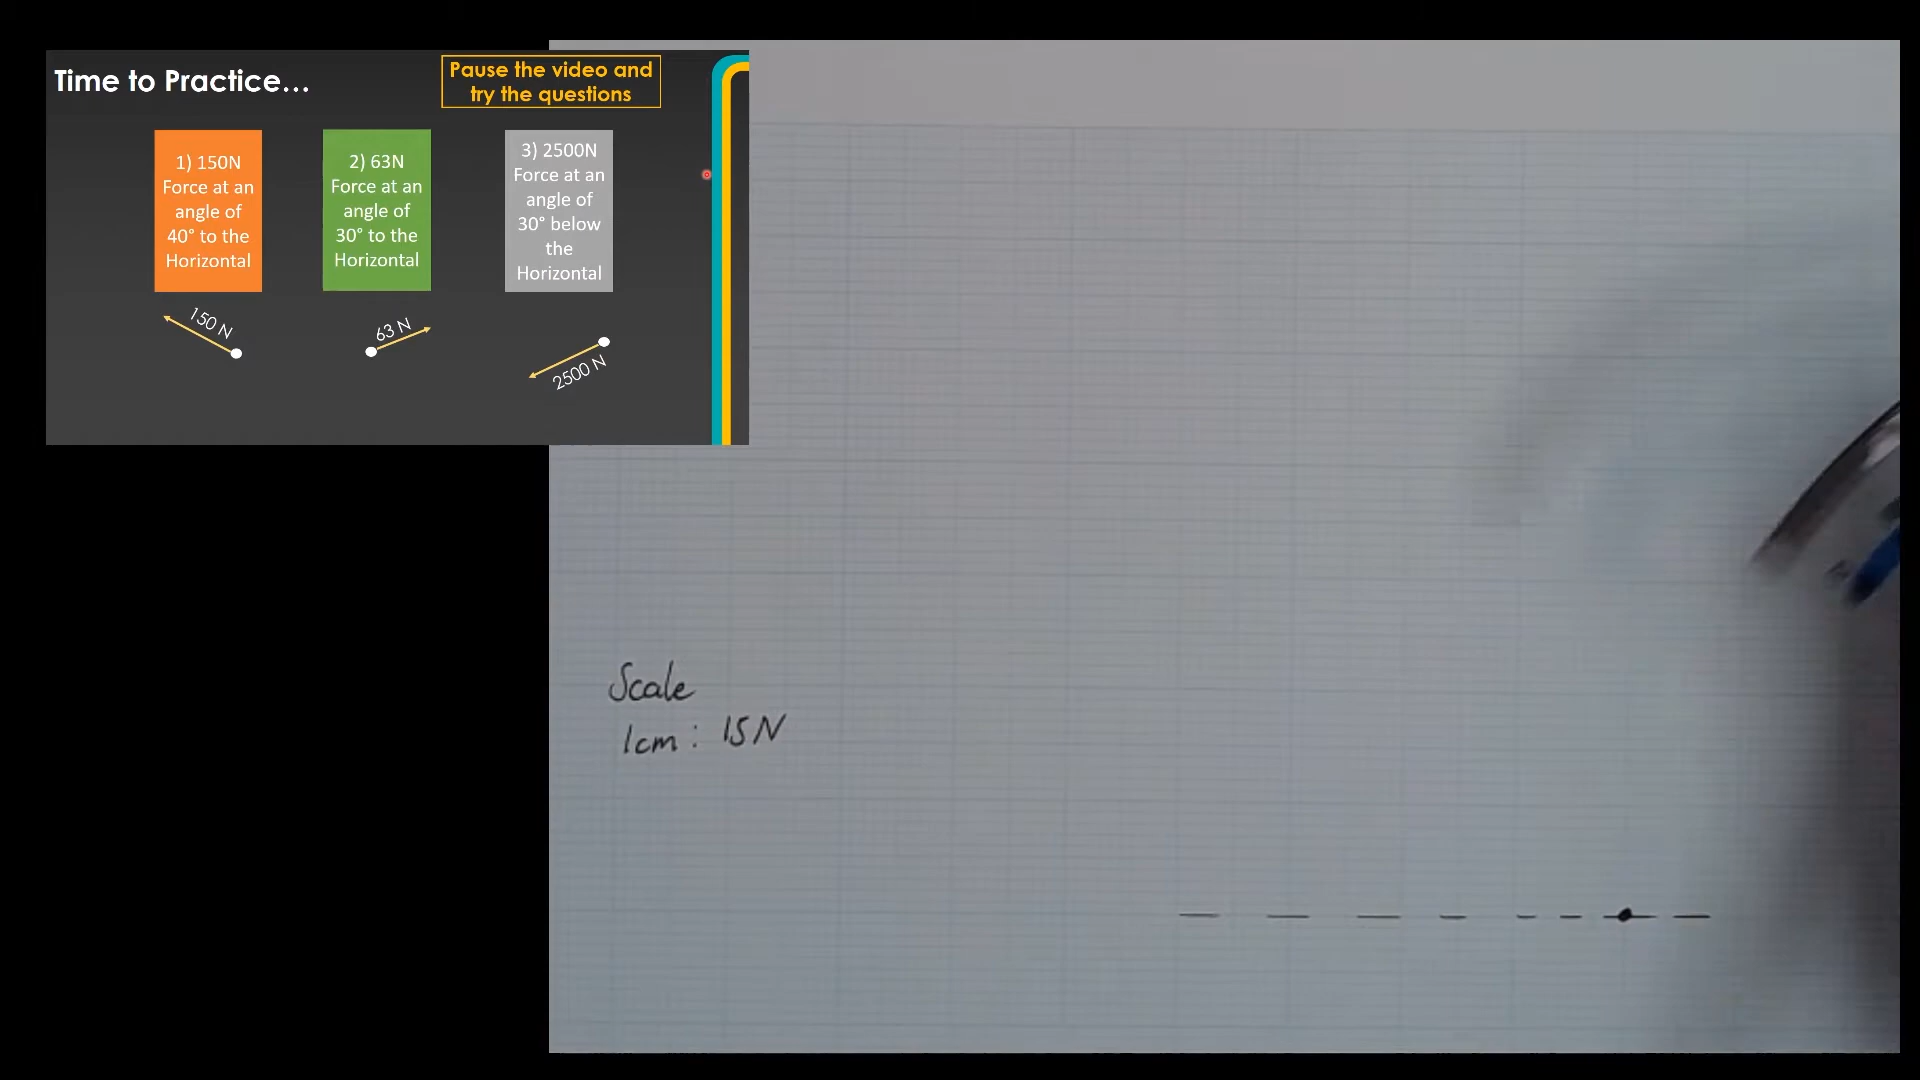 Time to Practice...
Pause the video and
try the questions
1) 150N
Force at an
angle of
40° to the
Horizontal
2) 63N
Force at an
angle of
30° to the
Horizontal
3) 2500N
Force at an
angle of
30° below
the
Horizontal
150 N
63 N
2500 N
Scale
1cm : 15N